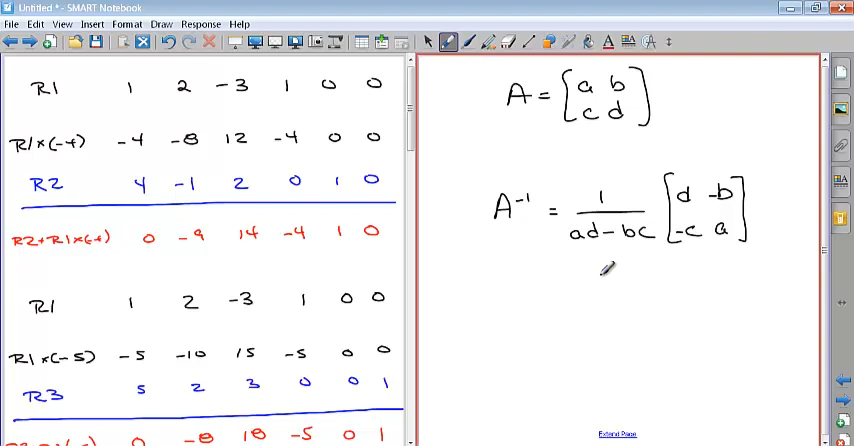 Untitled * - SMART Notebook
File Edit View Insert Format Draw Response Help
R1 1 2 -3 1 0 0
R1×(-4) -4 -8 12 -4 0 0
R2 4 -1 2 0 1 0
R2+R1×(-4) 0 -9 14 -4 1 0
R1 1 2 -3 1 0 0
R1×(-5) -5 -10 15 -5 0 0
R3 5 2 3 0 0 1
0 -8 18 -5 0 1
A = [a b
c d]
A⁻¹ = 1 [d -b
ad-bc -c a]
Extend Page